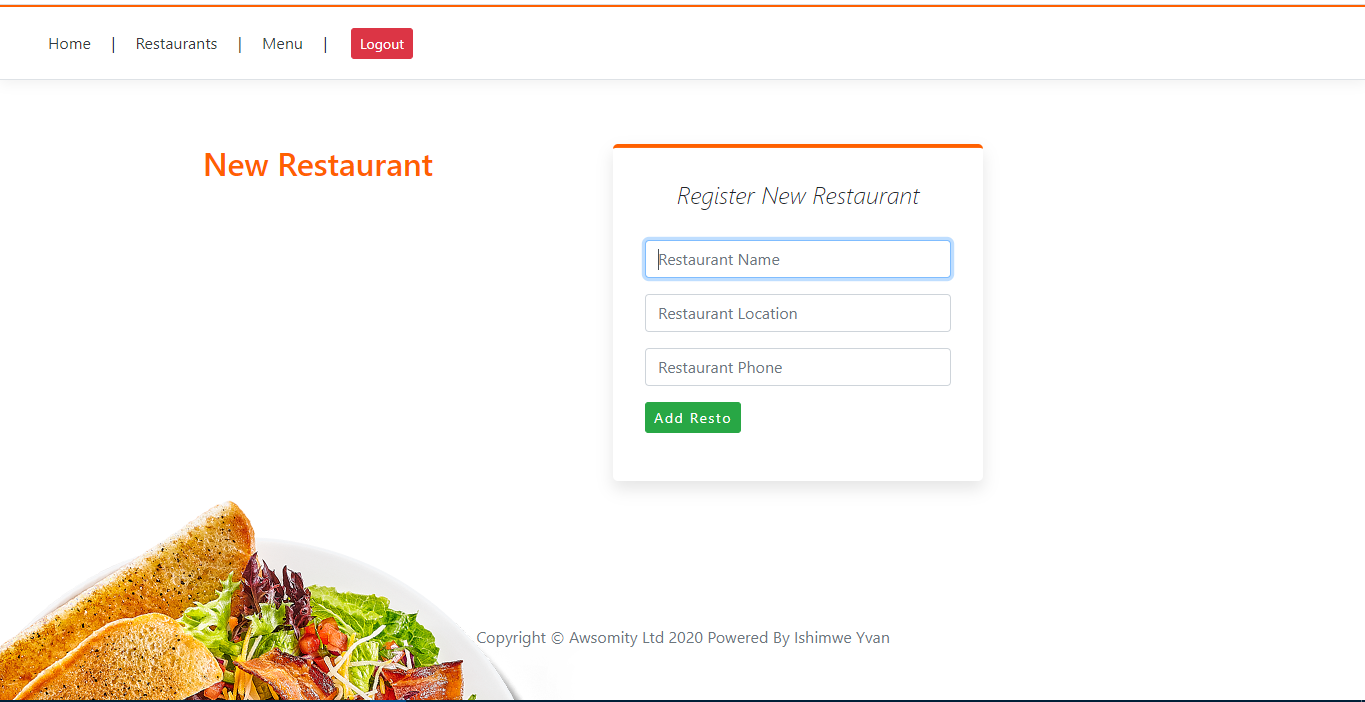 Home | Restaurants | Menu | Logout
New Restaurant
Register New Restaurant
Restaurant Name
Restaurant Location
Restaurant Phone
Add Resto
Copyright © Awsomity Ltd 2020 Powered By Ishimwe Yvan